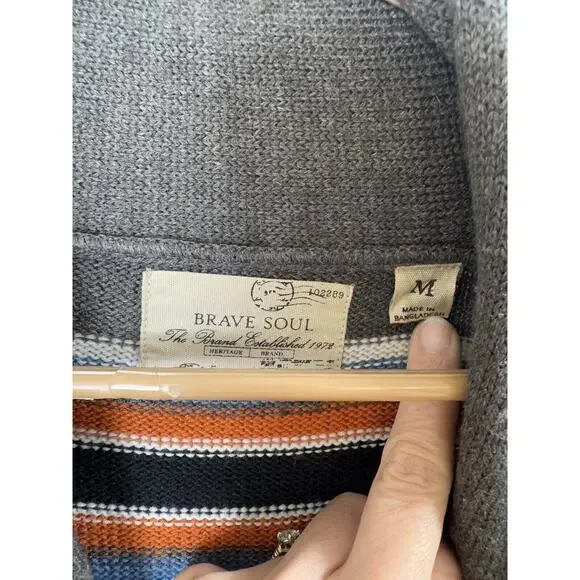 102289
BRAVE SOUL
The Brand Established 1972
HERITAGE BRAND
M
MADE IN
BANGLADESH